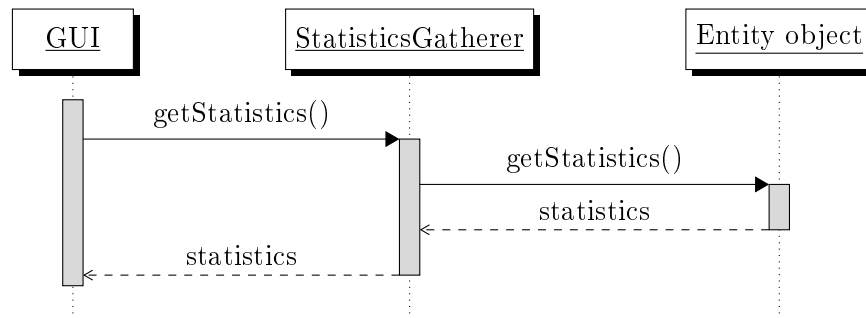 GUI
StatisticsGatherer
Entity object
getStatistics()
getStatistics()
statistics
statistics